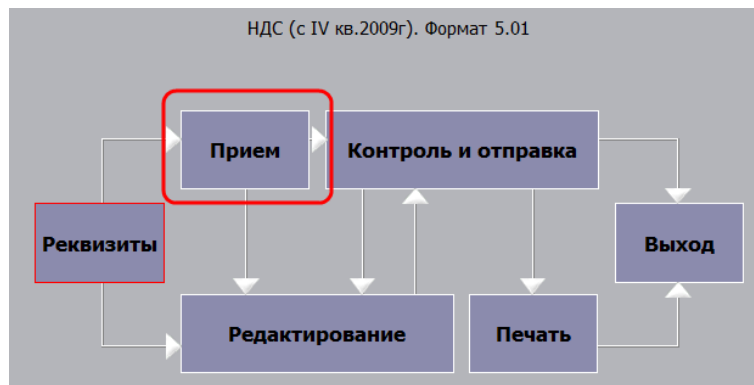 НДС (с IV кв.2009г). Формат 5.01
Прием
Контроль и отправка
Реквизиты
Выход
Редактирование
Печать